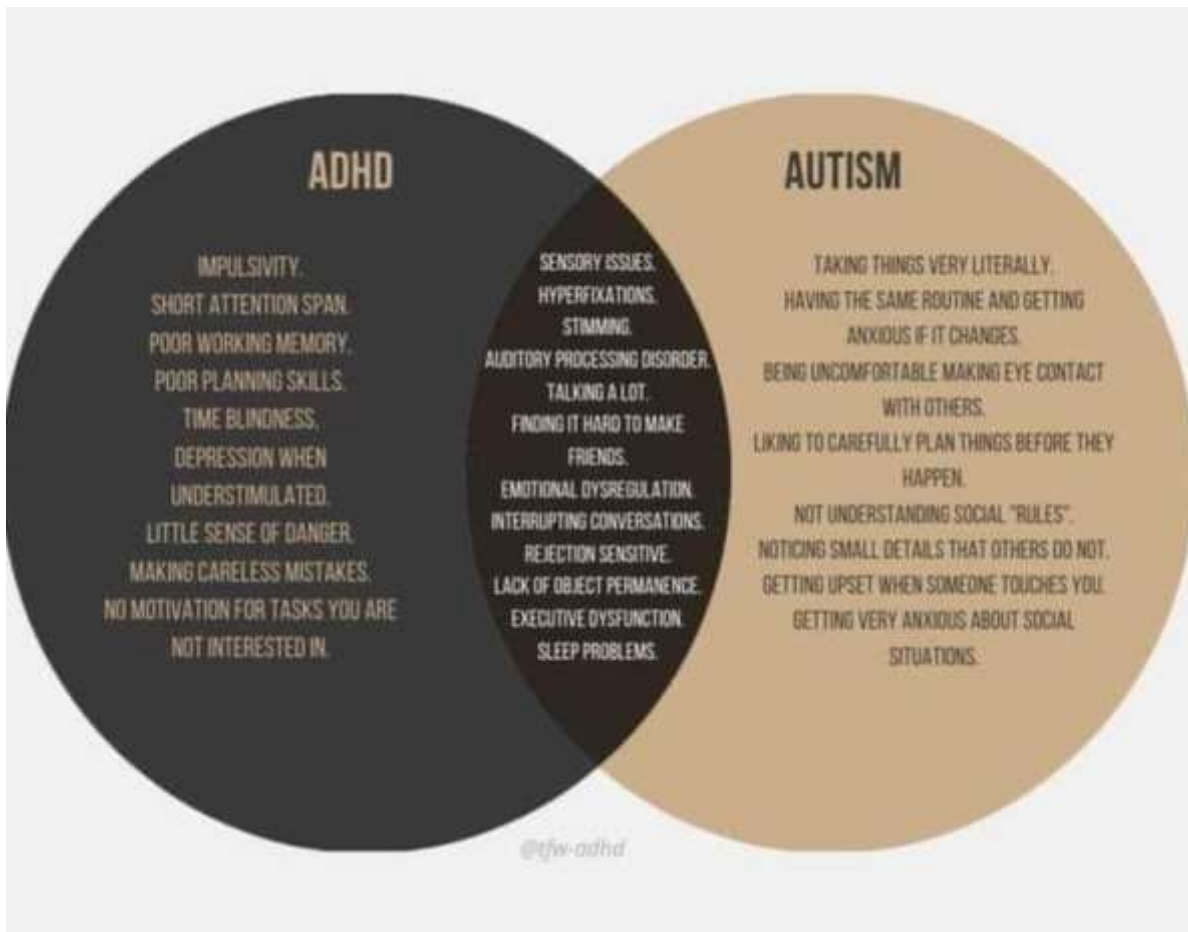 ADHD
IMPULSIVITY.
SHORT ATTENTION SPAN.
POOR WORKING MEMORY.
POOR PLANNING SKILLS.
TIME BLINDNESS.
DEPRESSION WHEN
UNDERSTIMULATED.
LITTLE SENSE OF DANGER.
MAKING CARELESS MISTAKES.
NO MOTIVATION FOR TASKS YOU ARE
NOT INTERESTED IN.
SENSORY ISSUES.
HYPERFIXATIONS.
STIMMING.
AUDITORY PROCESSING DISORDER.
TALKING A LOT.
FINDING IT HARD TO MAKE
FRIENDS.
EMOTIONAL DYSREGULATION.
INTERRUPTING CONVERSATIONS.
REJECTION SENSITIVE.
LACK OF OBJECT PERMANENCE.
EXECUTIVE DYSFUNCTION.
SLEEP PROBLEMS.
AUTISM
TAKING THINGS VERY LITERALLY.
HAVING THE SAME ROUTINE AND GETTING
ANXIOUS IF IT CHANGES.
BEING UNCOMFORTABLE MAKING EYE CONTACT
WITH OTHERS.
LIKING TO CAREFULLY PLAN THINGS BEFORE THEY
HAPPEN.
NOT UNDERSTANDING SOCIAL "RULES".
NOTICING SMALL DETAILS THAT OTHERS DO NOT.
GETTING UPSET WHEN SOMEONE TOUCHES YOU.
GETTING VERY ANXIOUS ABOUT SOCIAL
SITUATIONS.
@tfw-adhd